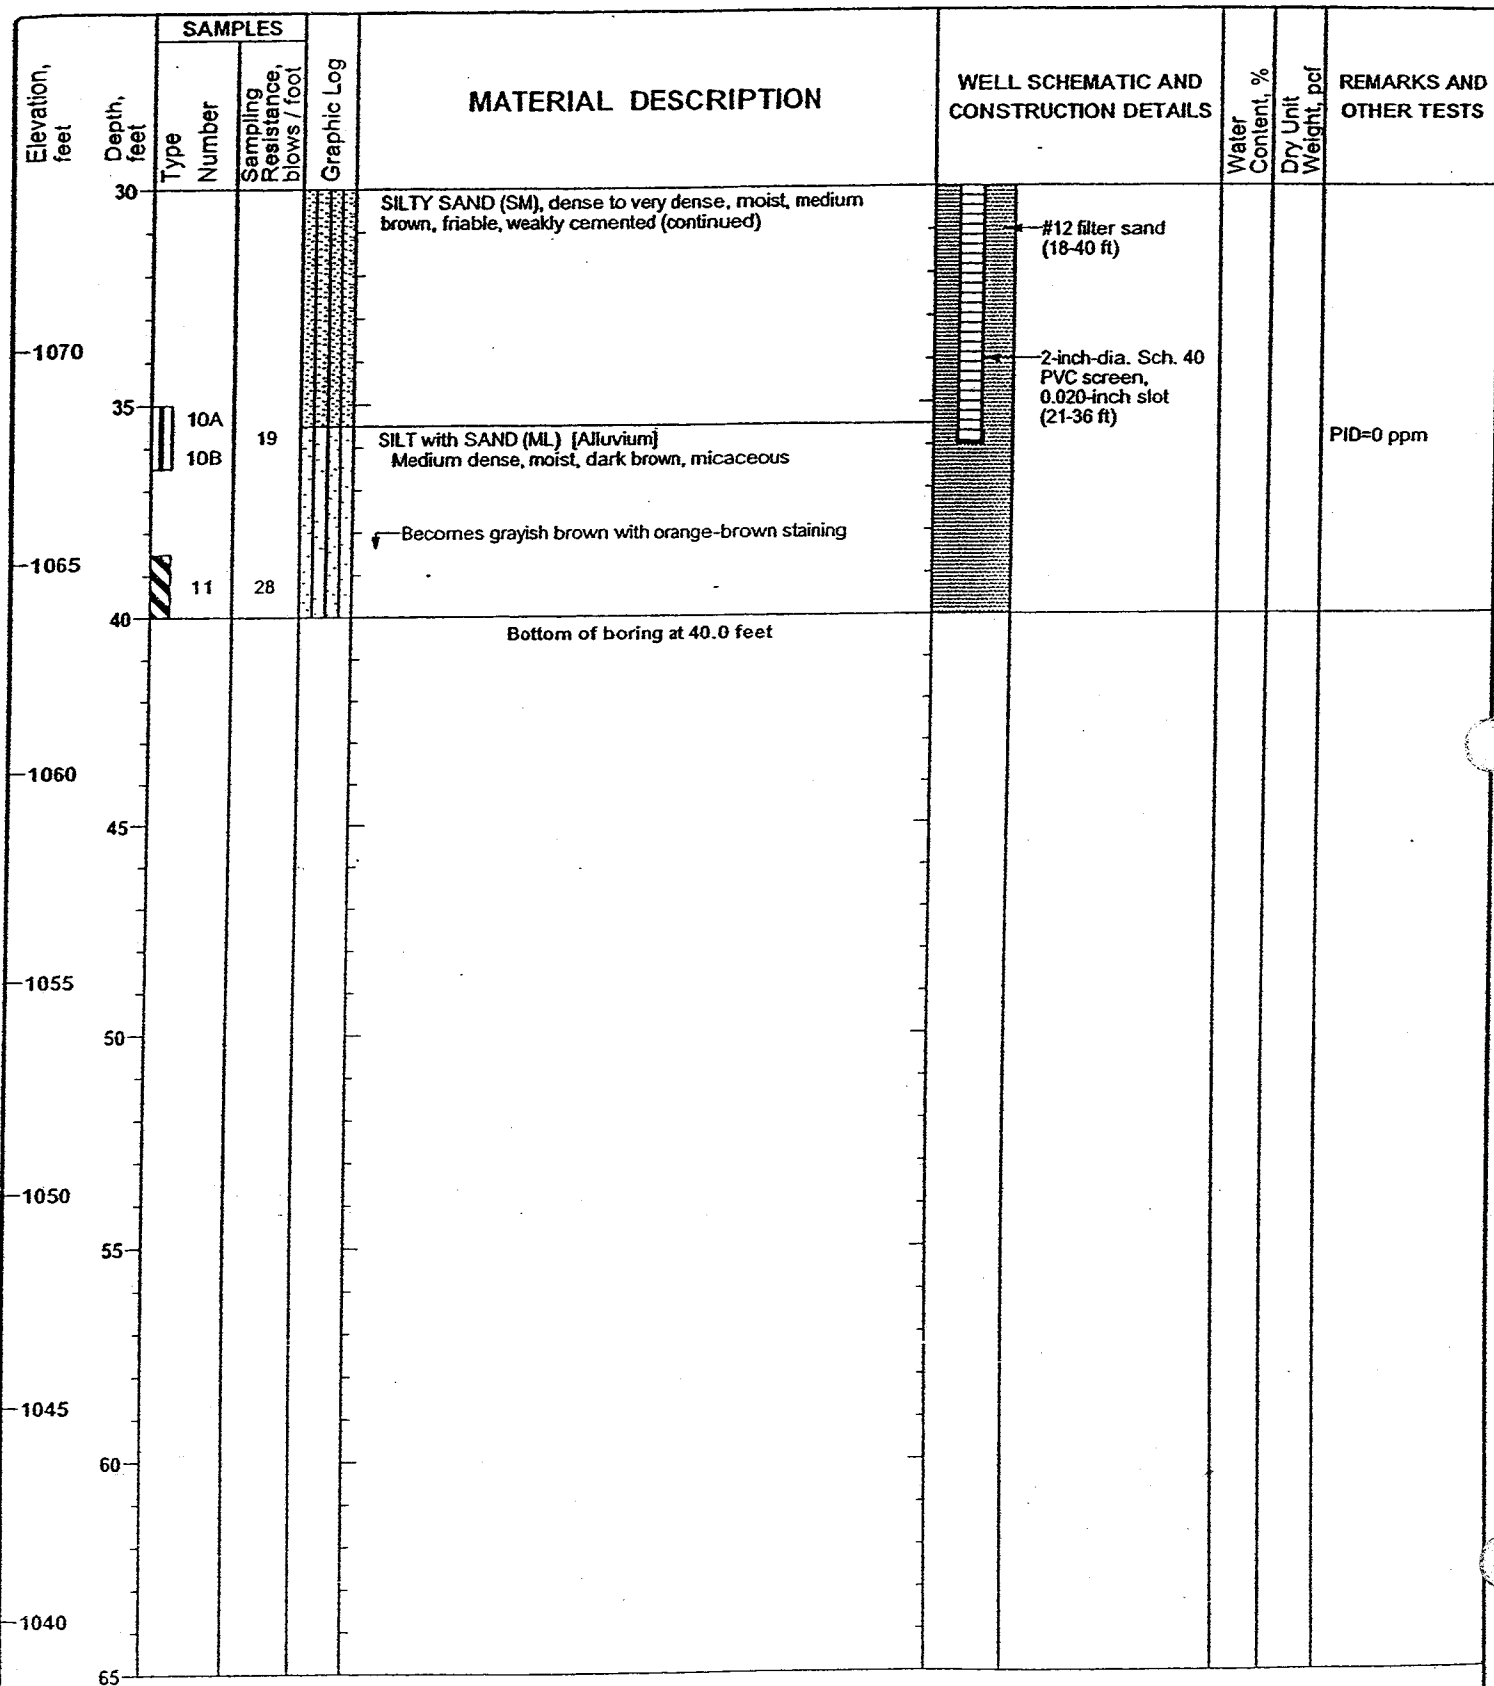 SAMPLES
Elevation,
feet
Depth,
feet
Type
Number
Sampling
Resistance,
blows / foot
Graphic Log
MATERIAL DESCRIPTION
WELL SCHEMATIC AND
CONSTRUCTION DETAILS
Water
Content, %
Dry Unit
Weight, pcf
REMARKS AND
OTHER TESTS
30
SILTY SAND (SM), dense to very dense, moist, medium
brown, friable, weakly cemented (continued)
#12 filter sand
(18-40 ft)
1070
2-inch-dia. Sch. 40
PVC screen,
0.020-inch slot
(21-36 ft)
35
10A
19
10B
SILT with SAND (ML) [Alluvium]
Medium dense, moist, dark brown, micaceous
PID=0 ppm
Becomes grayish brown with orange-brown staining
1065
11 28
40
Bottom of boring at 40.0 feet
1060
45
1055
50
1050
55
1045
60
1040
65